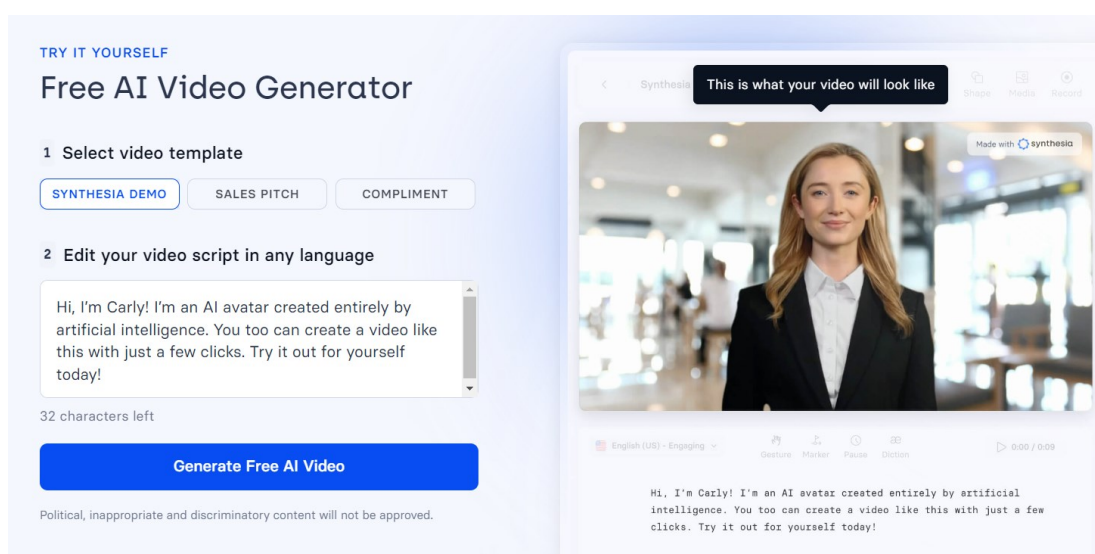 TRY IT YOURSELF
Free AI Video Generator
1 Select video template
SYNTHESIA DEMO
SALES PITCH
COMPLIMENT
2 Edit your video script in any language
Hi, I'm Carly! I'm an AI avatar created entirely by
artificial intelligence. You too can create a video like
this with just a few clicks. Try it out for yourself
today!
32 characters left
Generate Free AI Video
Political, inappropriate and discriminatory content will not be approved.
Synthesia
This is what your video will look like
Shape
Media
Record
Made with synthesia
English (US) - Engaging
Gesture
Marker
Pause
Diction
0:00 / 0:09
Hi, I'm Carly! I'm an AI avatar created entirely by artificial
intelligence. You too can create a video like this with just a few
clicks. Try it out for yourself today!